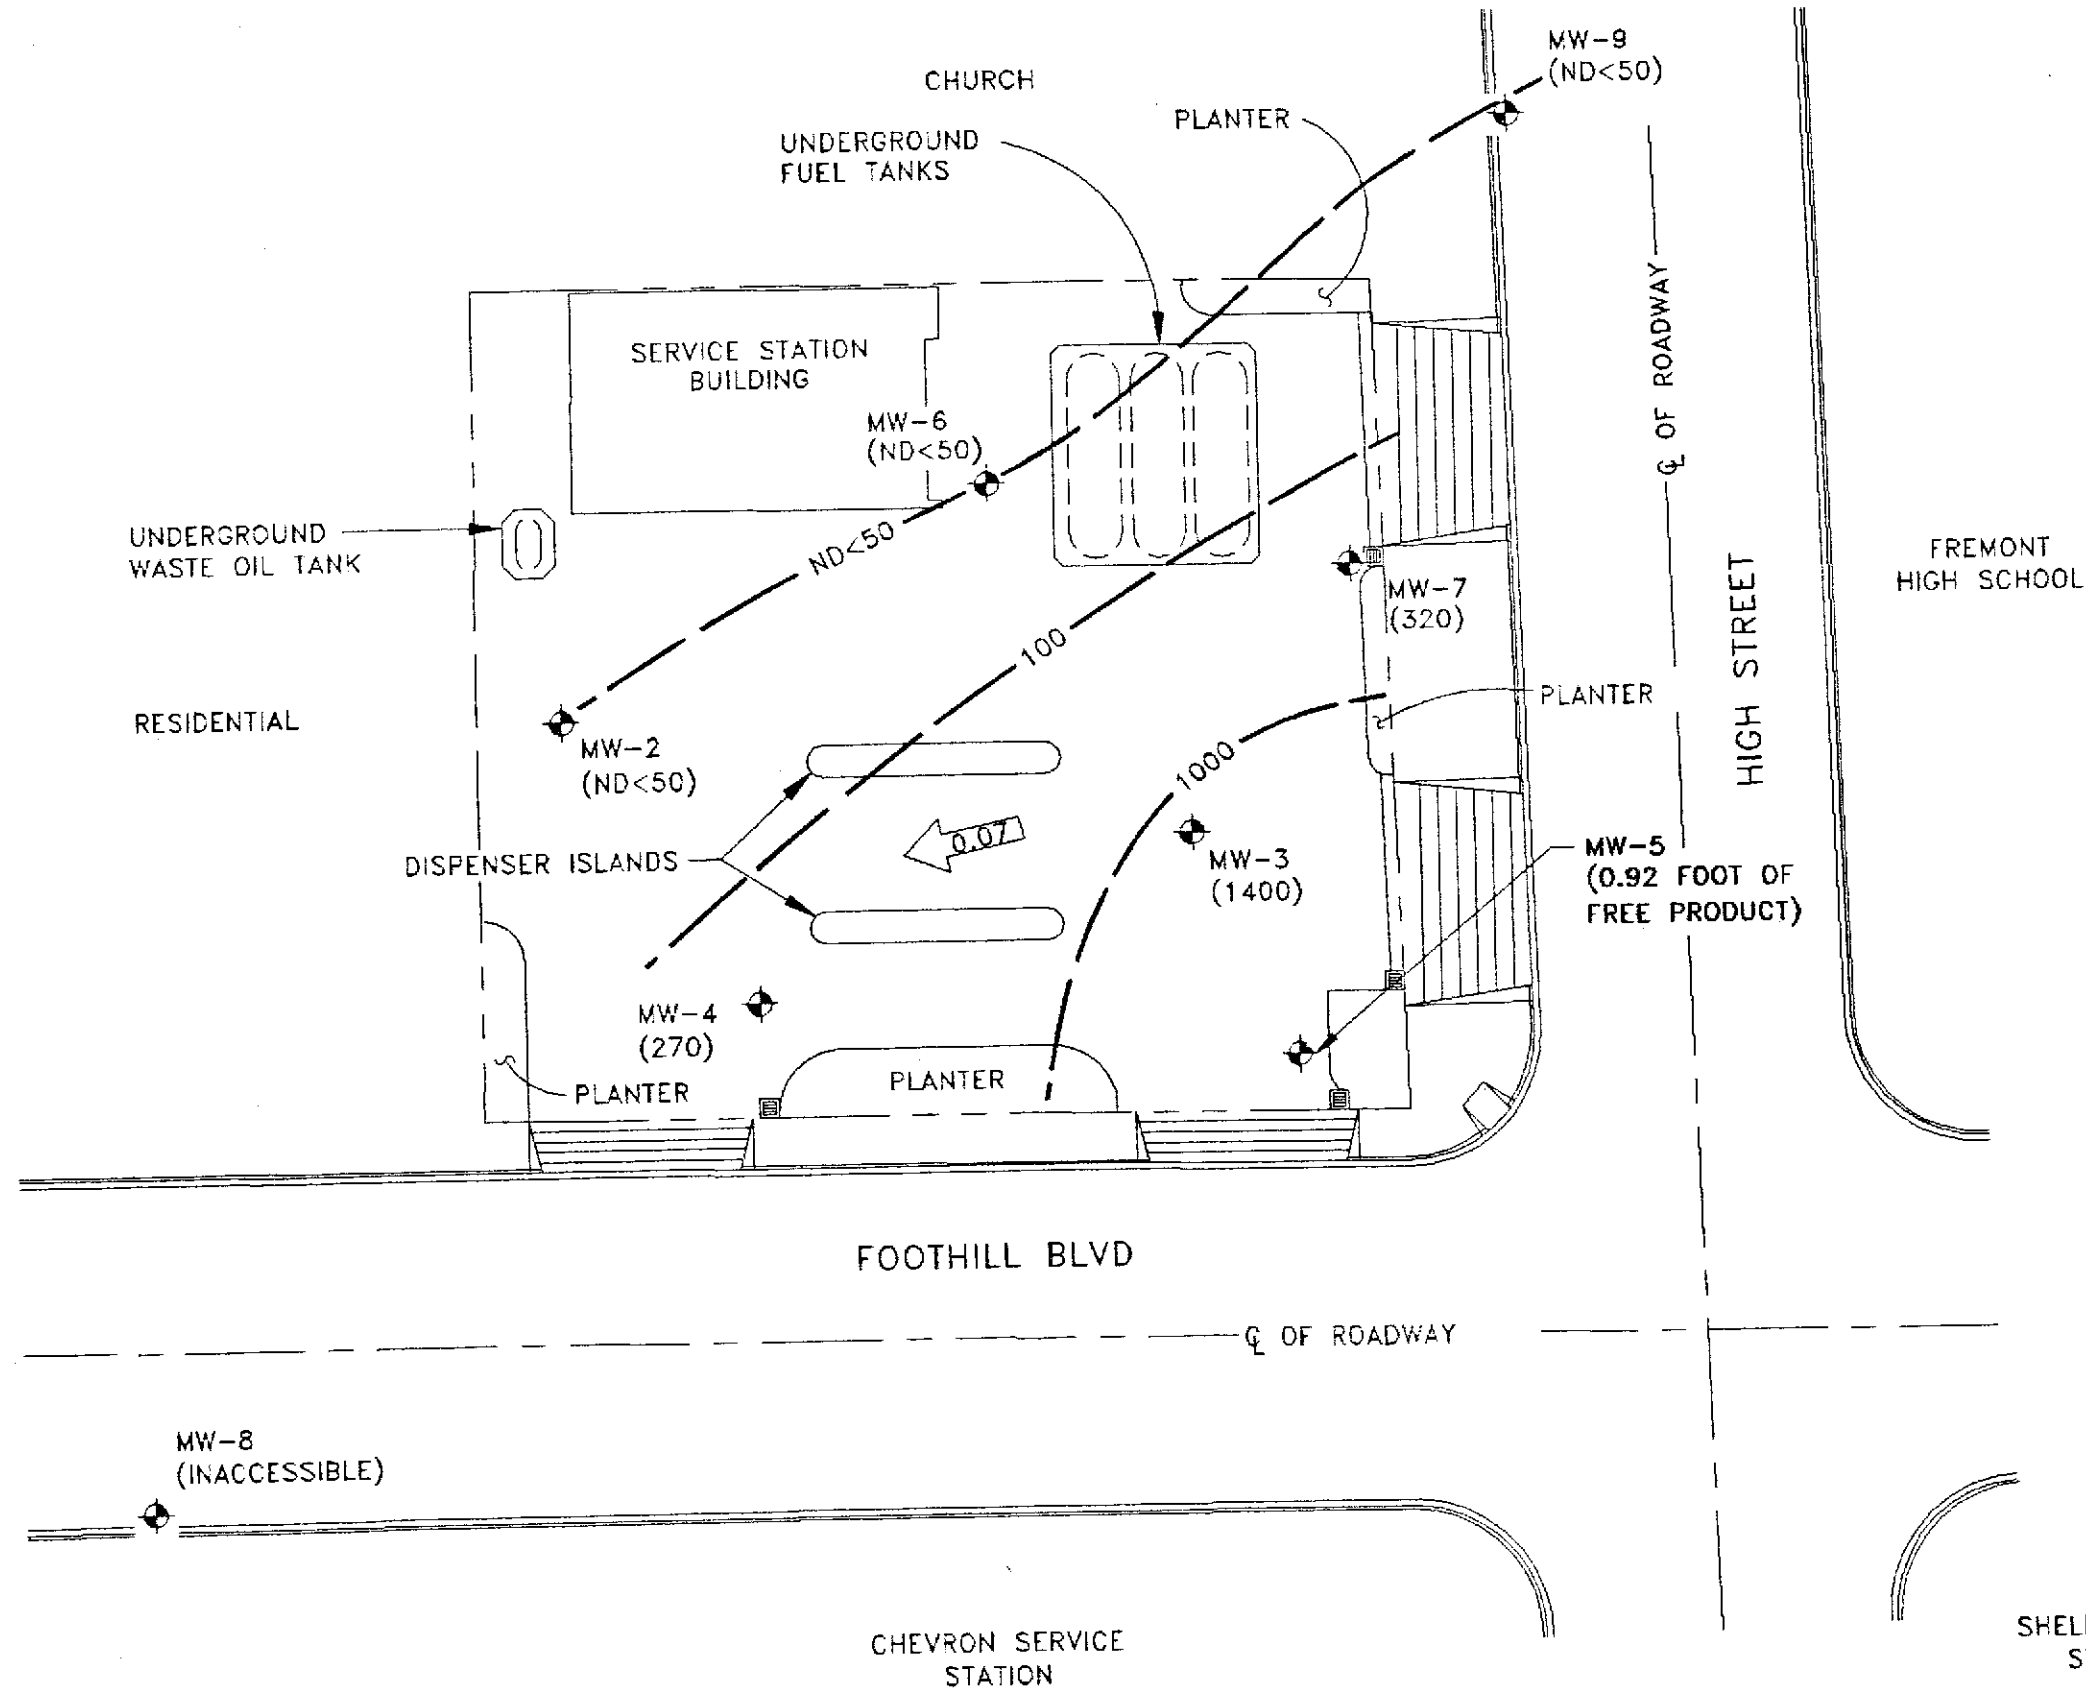 MW-9
(ND<50)
CHURCH
PLANTER
UNDERGROUND
FUEL TANKS
SERVICE STATION
BUILDING
MW-6
(ND<50)
℄ OF ROADWAY
UNDERGROUND
WASTE OIL TANK
ND<50
FREMONT
HIGH SCHOOL
MW-7
(320)
100
HIGH STREET
RESIDENTIAL
PLANTER
MW-2
(ND<50)
1000
0.07
DISPENSER ISLANDS
MW-3
(1400)
MW-5
(0.92 FOOT OF
FREE PRODUCT)
MW-4
(270)
PLANTER
PLANTER
FOOTHILL BLVD
℄ OF ROADWAY
MW-8
(INACCESSIBLE)
CHEVRON SERVICE
STATION
SHEL
S